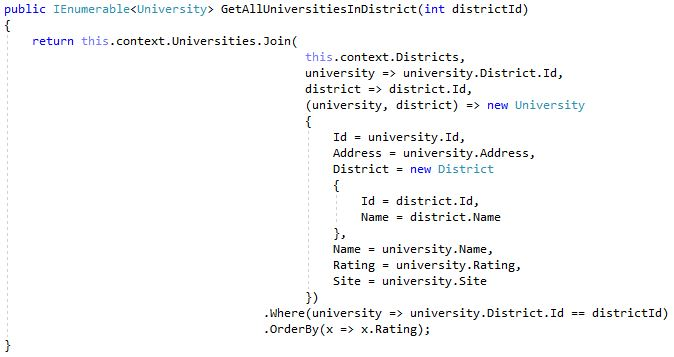 public IEnumerable<University> GetAllUniversitiesInDistrict(int districtId)
{
return this.context.Universities.Join(
this.context.Districts,
university => university.District.Id,
district => district.Id,
(university, district) => new University
{
Id = university.Id,
Address = university.Address,
District = new District
{
Id = district.Id,
Name = district.Name
},
Name = university.Name,
Rating = university.Rating,
Site = university.Site
})
.Where(university => university.District.Id == districtId)
.OrderBy(x => x.Rating);
}